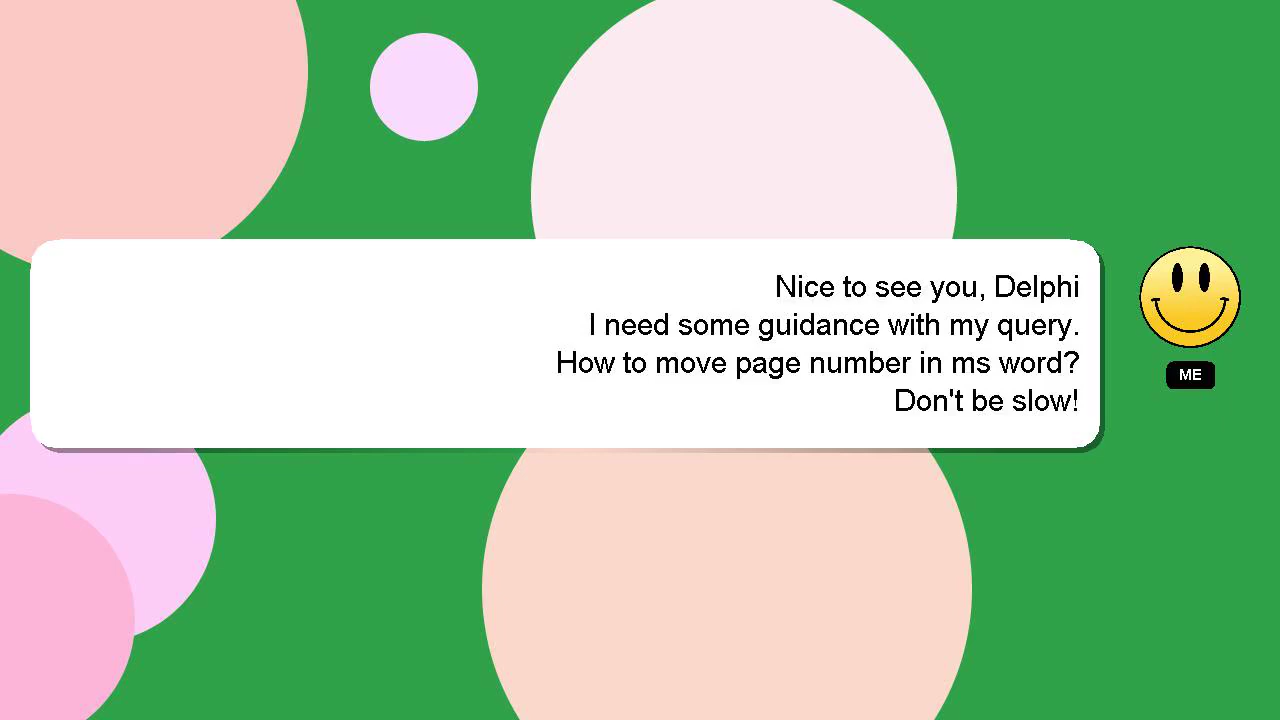 Nice to see you, Delphi
I need some guidance with my query.
How to move page number in ms word?
Don't be slow!
ME